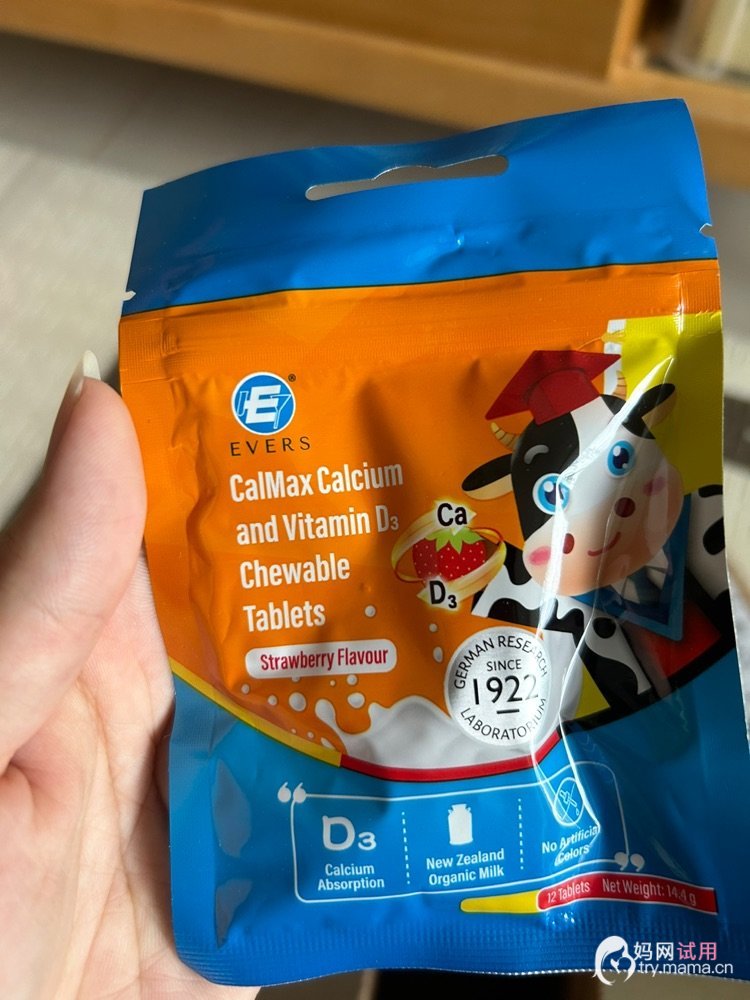 E7
®
EVERS
CalMax Calcium
and Vitamin D₃
Chewable
Tablets
Strawberry Flavour
Ca
D₃
GERMAN RESEARCH
SINCE
1922
LABORATORIUM
D₃
Calcium
Absorption
New Zealand
Organic Milk
No Artificial
Colors
12 Tablets Net Weight: 14.4 g
妈网试用
try.mama.cn